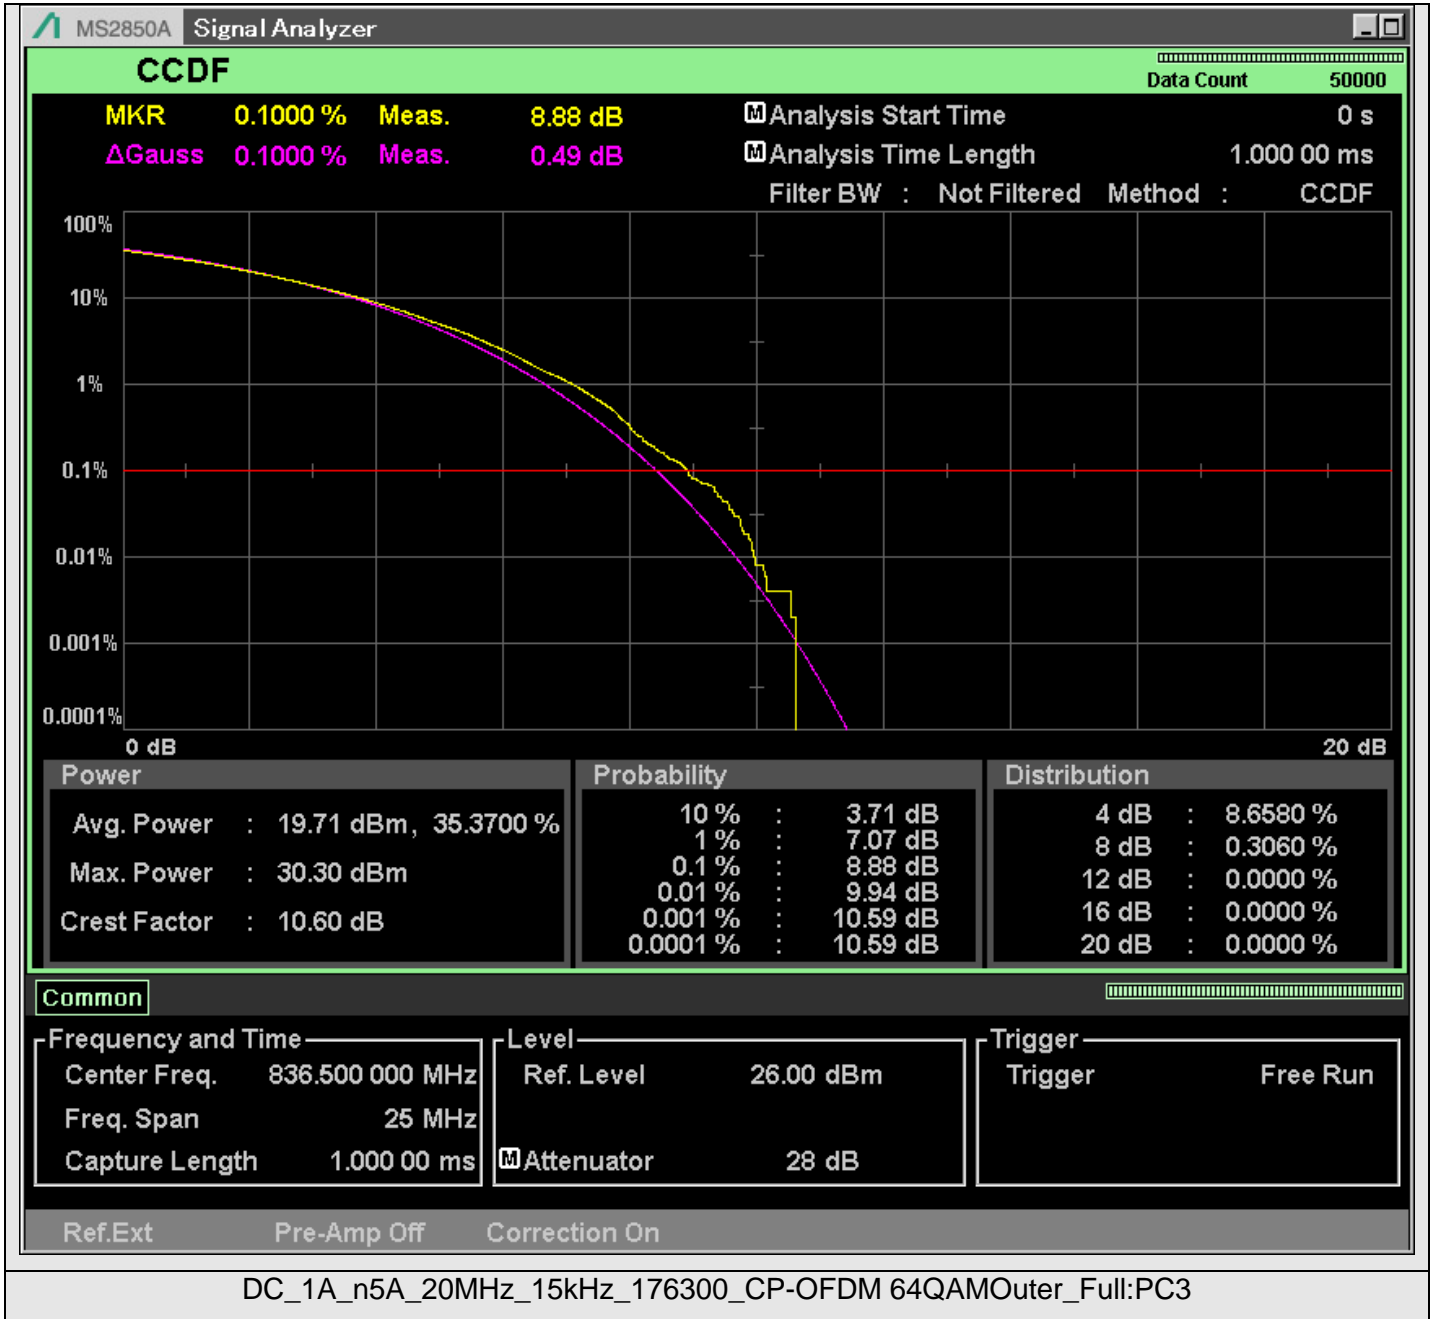 MS2850A Signal Analyzer
CCDF
Data Count 50000
MKR 0.1000 % Meas. 8.88 dB
ΔGauss 0.1000 % Meas. 0.49 dB
M Analysis Start Time 0 s
M Analysis Time Length 1.000 00 ms
Filter BW : Not Filtered Method : CCDF
100%
10%
1%
0.1%
0.01%
0.001%
0.0001%
0 dB 20 dB
Power
Avg. Power : 19.71 dBm, 35.3700 %
Max. Power : 30.30 dBm
Crest Factor : 10.60 dB
Probability
10 % : 3.71 dB
1 % : 7.07 dB
0.1 % : 8.88 dB
0.01 % : 9.94 dB
0.001 % : 10.59 dB
0.0001 % : 10.59 dB
Distribution
4 dB : 8.6580 %
8 dB : 0.3060 %
12 dB : 0.0000 %
16 dB : 0.0000 %
20 dB : 0.0000 %
Common
Frequency and Time
Center Freq. 836.500 000 MHz
Freq. Span 25 MHz
Capture Length 1.000 00 ms
Level
Ref. Level 26.00 dBm
M Attenuator 28 dB
Trigger
Trigger Free Run
Ref.Ext Pre-Amp Off Correction On
DC_1A_n5A_20MHz_15kHz_176300_CP-OFDM 64QAMOuter_Full:PC3